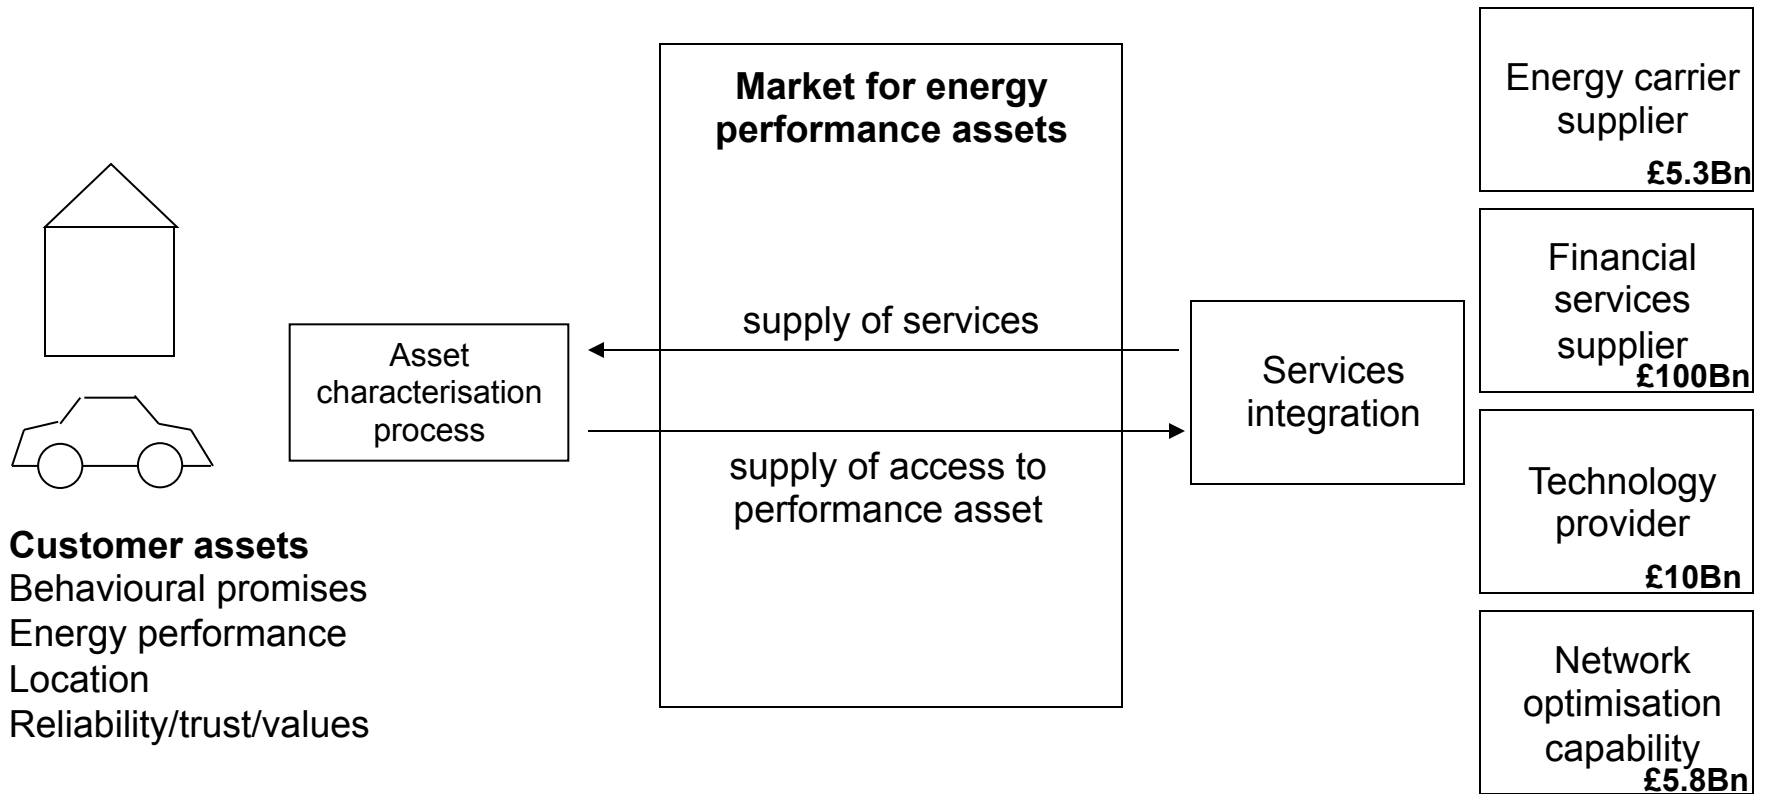 Customer assets
Behavioural promises
Energy performance
Location
Reliability/trust/values
Asset
characterisation
process
Market for energy
performance assets
supply of services
supply of access to
performance asset
Services
integration
Energy carrier
supplier
£5.3Bn
Financial
services
supplier
£100Bn
Technology
provider
£10Bn
Network
optimisation
capability
£5.8Bn